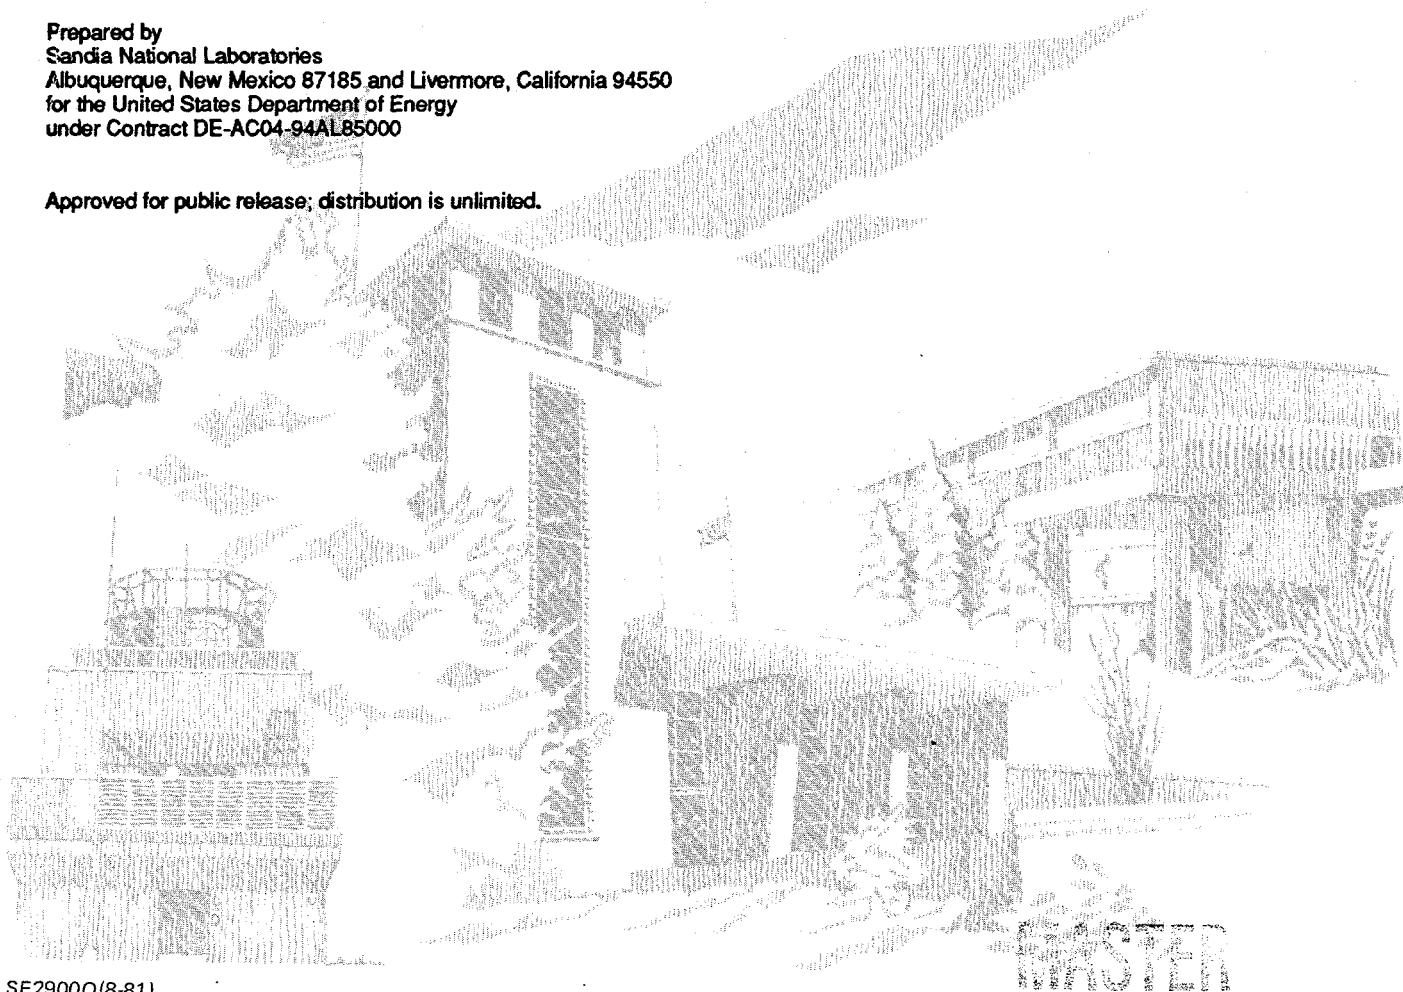 Prepared by
Sandia National Laboratories
Albuquerque, New Mexico 87185 and Livermore, California 94550
for the United States Department of Energy
under Contract DE-AC04-94AL85000
Approved for public release; distribution is unlimited.
MASTER
SF2900Q(8-81)